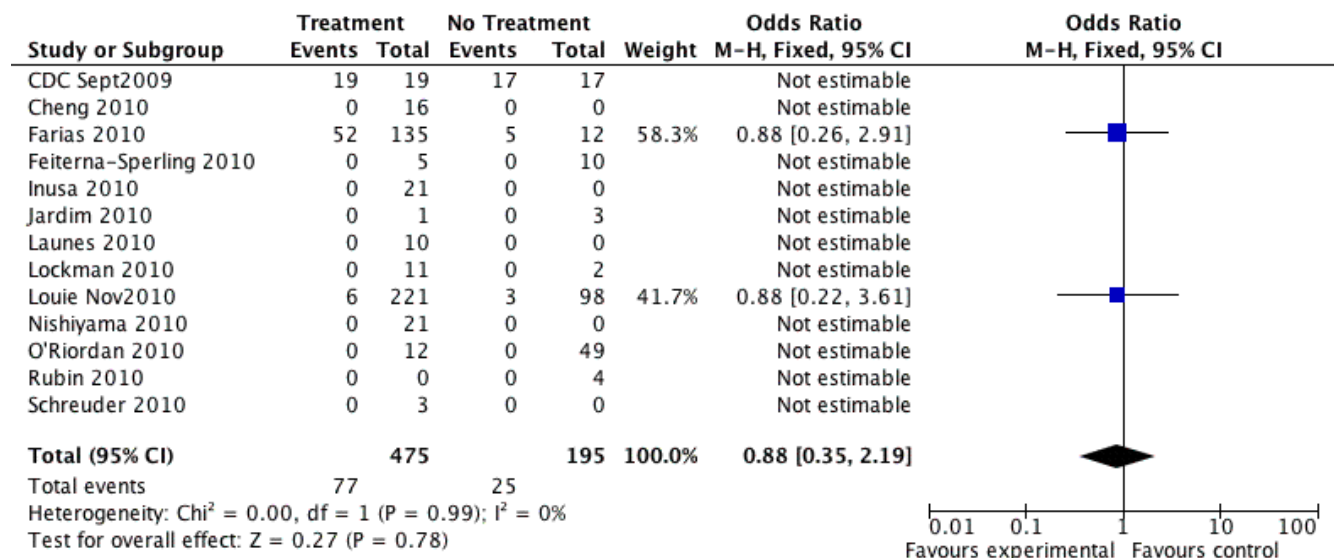 Treatment No Treatment Odds Ratio Odds Ratio
Study or Subgroup Events Total Events Total Weight M-H, Fixed, 95% CI M-H, Fixed, 95% CI
CDC Sept2009 19 19 17 17 Not estimable
Cheng 2010 0 16 0 0 Not estimable
Farias 2010 52 135 5 12 58.3% 0.88 [0.26, 2.91]
Feiterna-Sperling 2010 0 5 0 10 Not estimable
Inusa 2010 0 21 0 0 Not estimable
Jardim 2010 0 1 0 3 Not estimable
Launes 2010 0 10 0 0 Not estimable
Lockman 2010 0 11 0 2 Not estimable
Louie Nov2010 6 221 3 98 41.7% 0.88 [0.22, 3.61]
Nishiyama 2010 0 21 0 0 Not estimable
O'Riordan 2010 0 12 0 49 Not estimable
Rubin 2010 0 0 0 4 Not estimable
Schreuder 2010 0 3 0 0 Not estimable
Total (95% CI) 475 195 100.0% 0.88 [0.35, 2.19]
Total events 77 25
Heterogeneity: Chi² = 0.00, df = 1 (P = 0.99); I² = 0%
Test for overall effect: Z = 0.27 (P = 0.78)
0.01 0.1 1 10 100
Favours experimental Favours control